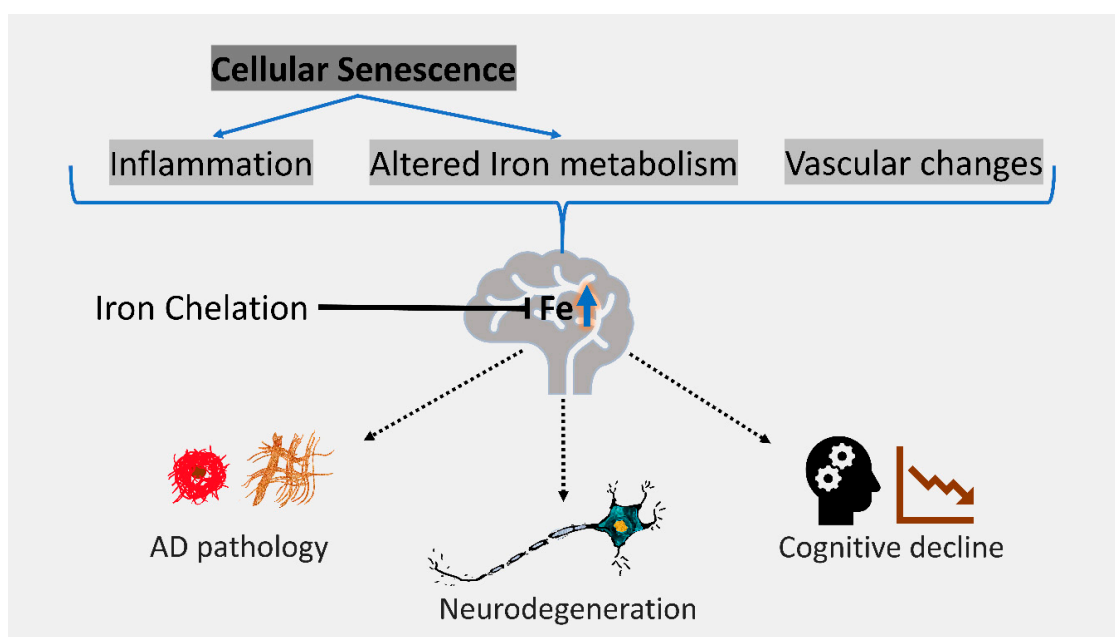 Cellular Senescence
Inflammation
Altered Iron metabolism
Vascular changes
Iron Chelation
Fe
AD pathology
Cognitive decline
Neurodegeneration